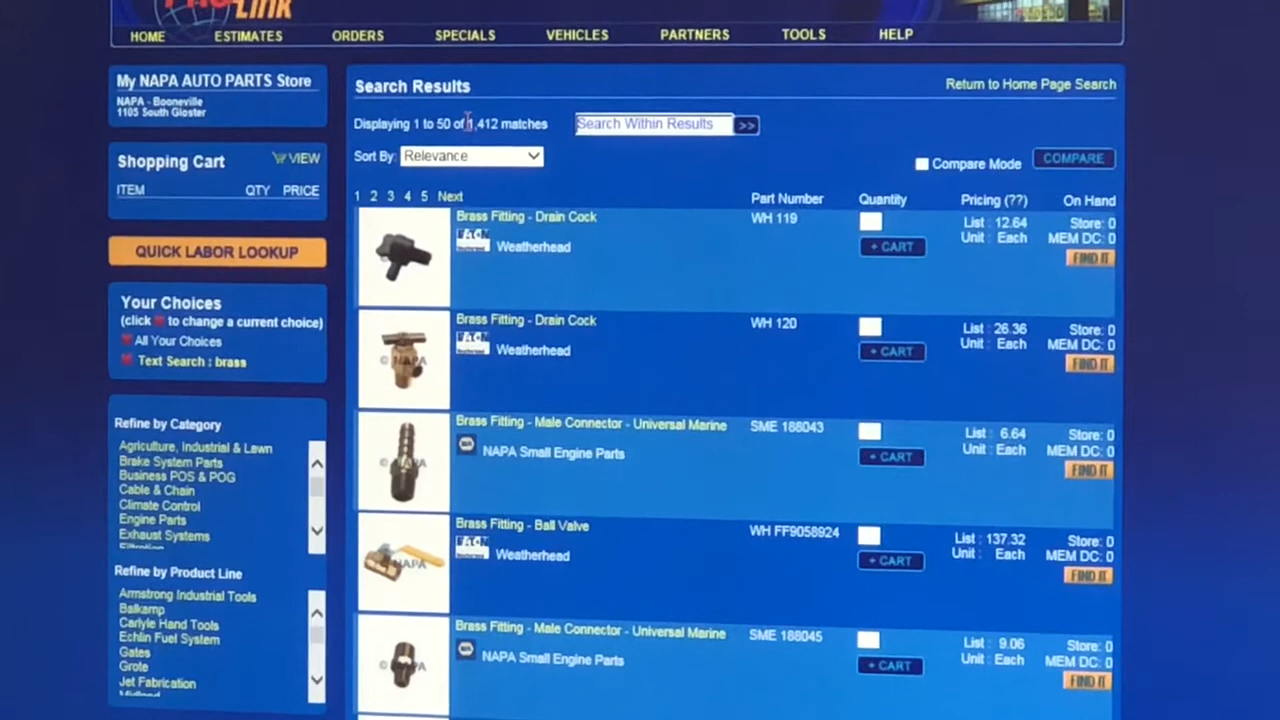 Link
HOME ESTIMATES ORDERS SPECIALS VEHICLES PARTNERS TOOLS HELP
My NAPA AUTO PARTS Store
NAPA - Booneville
1105 South Gloster
Shopping Cart VIEW
ITEM QTY PRICE
QUICK LABOR LOOKUP
Your Choices
(click to change a current choice)
All Your Choices
Text Search : brass
Refine by Category
Agriculture, Industrial & Lawn
Brake System Parts
Business POS & POG
Cable & Chain
Climate Control
Engine Parts
Exhaust Systems
Filtration
Refine by Product Line
Armstrong Industrial Tools
Balkamp
Carlyle Hand Tools
Echlin Fuel System
Gates
Grote
Jet Fabrication
Midland
Search Results Return to Home Page Search
Displaying 1 to 50 of 1,412 matches Search Within Results >>
Sort By: Relevance Compare Mode COMPARE
1 2 3 4 5 Next Part Number Quantity Pricing (??) On Hand
Brass Fitting - Drain Cock WH 119 List : 12.64 Store: 0
EATON Weatherhead + CART Unit : Each MEM DC: 0
FIND IT
Brass Fitting - Drain Cock WH 120 List : 26.36 Store: 0
EATON Weatherhead + CART Unit : Each MEM DC: 0
© NAPA FIND IT
Brass Fitting - Male Connector - Universal Marine SME 188043 List : 6.64 Store: 0
NAPA Small Engine Parts + CART Unit : Each MEM DC: 0
© NAPA FIND IT
Brass Fitting - Ball Valve WH FF9058924 List : 137.32 Store: 0
EATON Weatherhead + CART Unit : Each MEM DC: 0
NAPA FIND IT
Brass Fitting - Male Connector - Universal Marine SME 188045 List : 9.06 Store: 0
NAPA Small Engine Parts + CART Unit : Each MEM DC: 0
© NAPA FIND IT